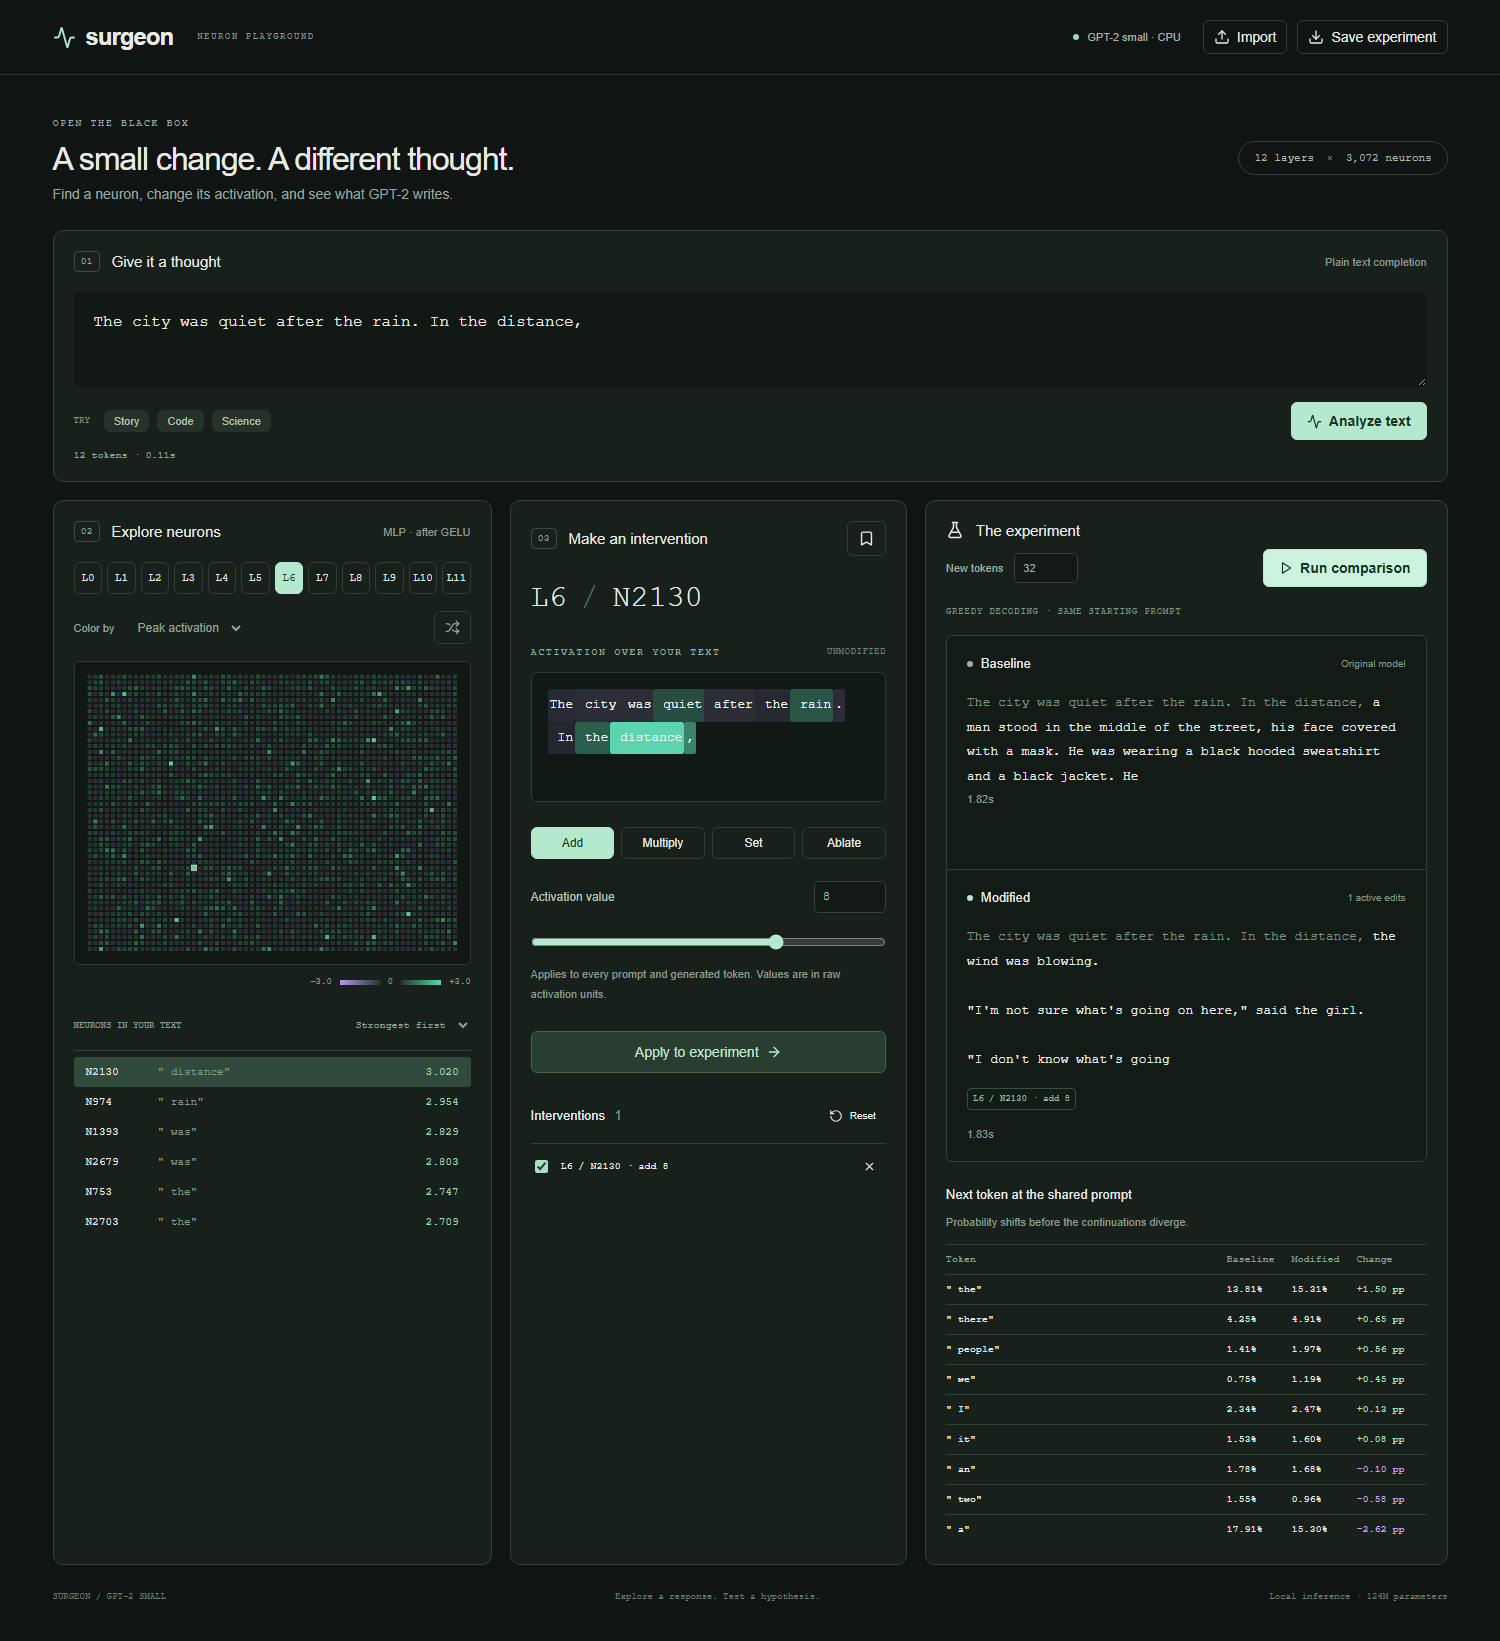 surgeon
NEURON PLAYGROUND
GPT-2 small · CPU
Import
Save experiment
OPEN THE BLACK BOX
A small change. A different thought.
Find a neuron, change its activation, and see what GPT-2 writes.
12 layers × 3,072 neurons
01 Give it a thought
Plain text completion
The city was quiet after the rain. In the distance,
TRY Story Code Science
Analyze text
12 tokens · 0.11s
02 Explore neurons
MLP · after GELU
L0 L1 L2 L3 L4 L5 L6 L7 L8 L9 L10 L11
Color by Peak activation
-3.0 0 +3.0
NEURONS IN YOUR TEXT Strongest first
N2130 " distance" 3.020
N974 " rain" 2.954
N1393 " was" 2.829
N2679 " was" 2.803
N753 " the" 2.747
N2703 " the" 2.709
03 Make an intervention
L6 / N2130
ACTIVATION OVER YOUR TEXT UNMODIFIED
The city was quiet after the rain.
In the distance,
Add Multiply Set Ablate
Activation value 8
Applies to every prompt and generated token. Values are in raw
activation units.
Apply to experiment →
Interventions 1 Reset
L6 / N2130 · add 8 ×
The experiment
New tokens 32
Run comparison
GREEDY DECODING · SAME STARTING PROMPT
Baseline Original model
The city was quiet after the rain. In the distance, a
man stood in the middle of the street, his face covered
with a mask. He was wearing a black hooded sweatshirt
and a black jacket. He
1.82s
Modified 1 active edits
The city was quiet after the rain. In the distance, the
wind was blowing.
"I'm not sure what's going on here," said the girl.
"I don't know what's going
L6 / N2130 · add 8
1.83s
Next token at the shared prompt
Probability shifts before the continuations diverge.
Token Baseline Modified Change
" the" 13.81% 15.31% +1.50 pp
" there" 4.25% 4.91% +0.65 pp
" people" 1.41% 1.97% +0.56 pp
" we" 0.75% 1.19% +0.45 pp
" I" 2.34% 2.47% +0.13 pp
" it" 1.53% 1.60% +0.08 pp
" an" 1.78% 1.68% -0.10 pp
" two" 1.55% 0.96% -0.58 pp
" a" 17.91% 15.30% -2.62 pp
SURGEON / GPT-2 SMALL
Explore a response. Test a hypothesis.
Local inference · 124M parameters